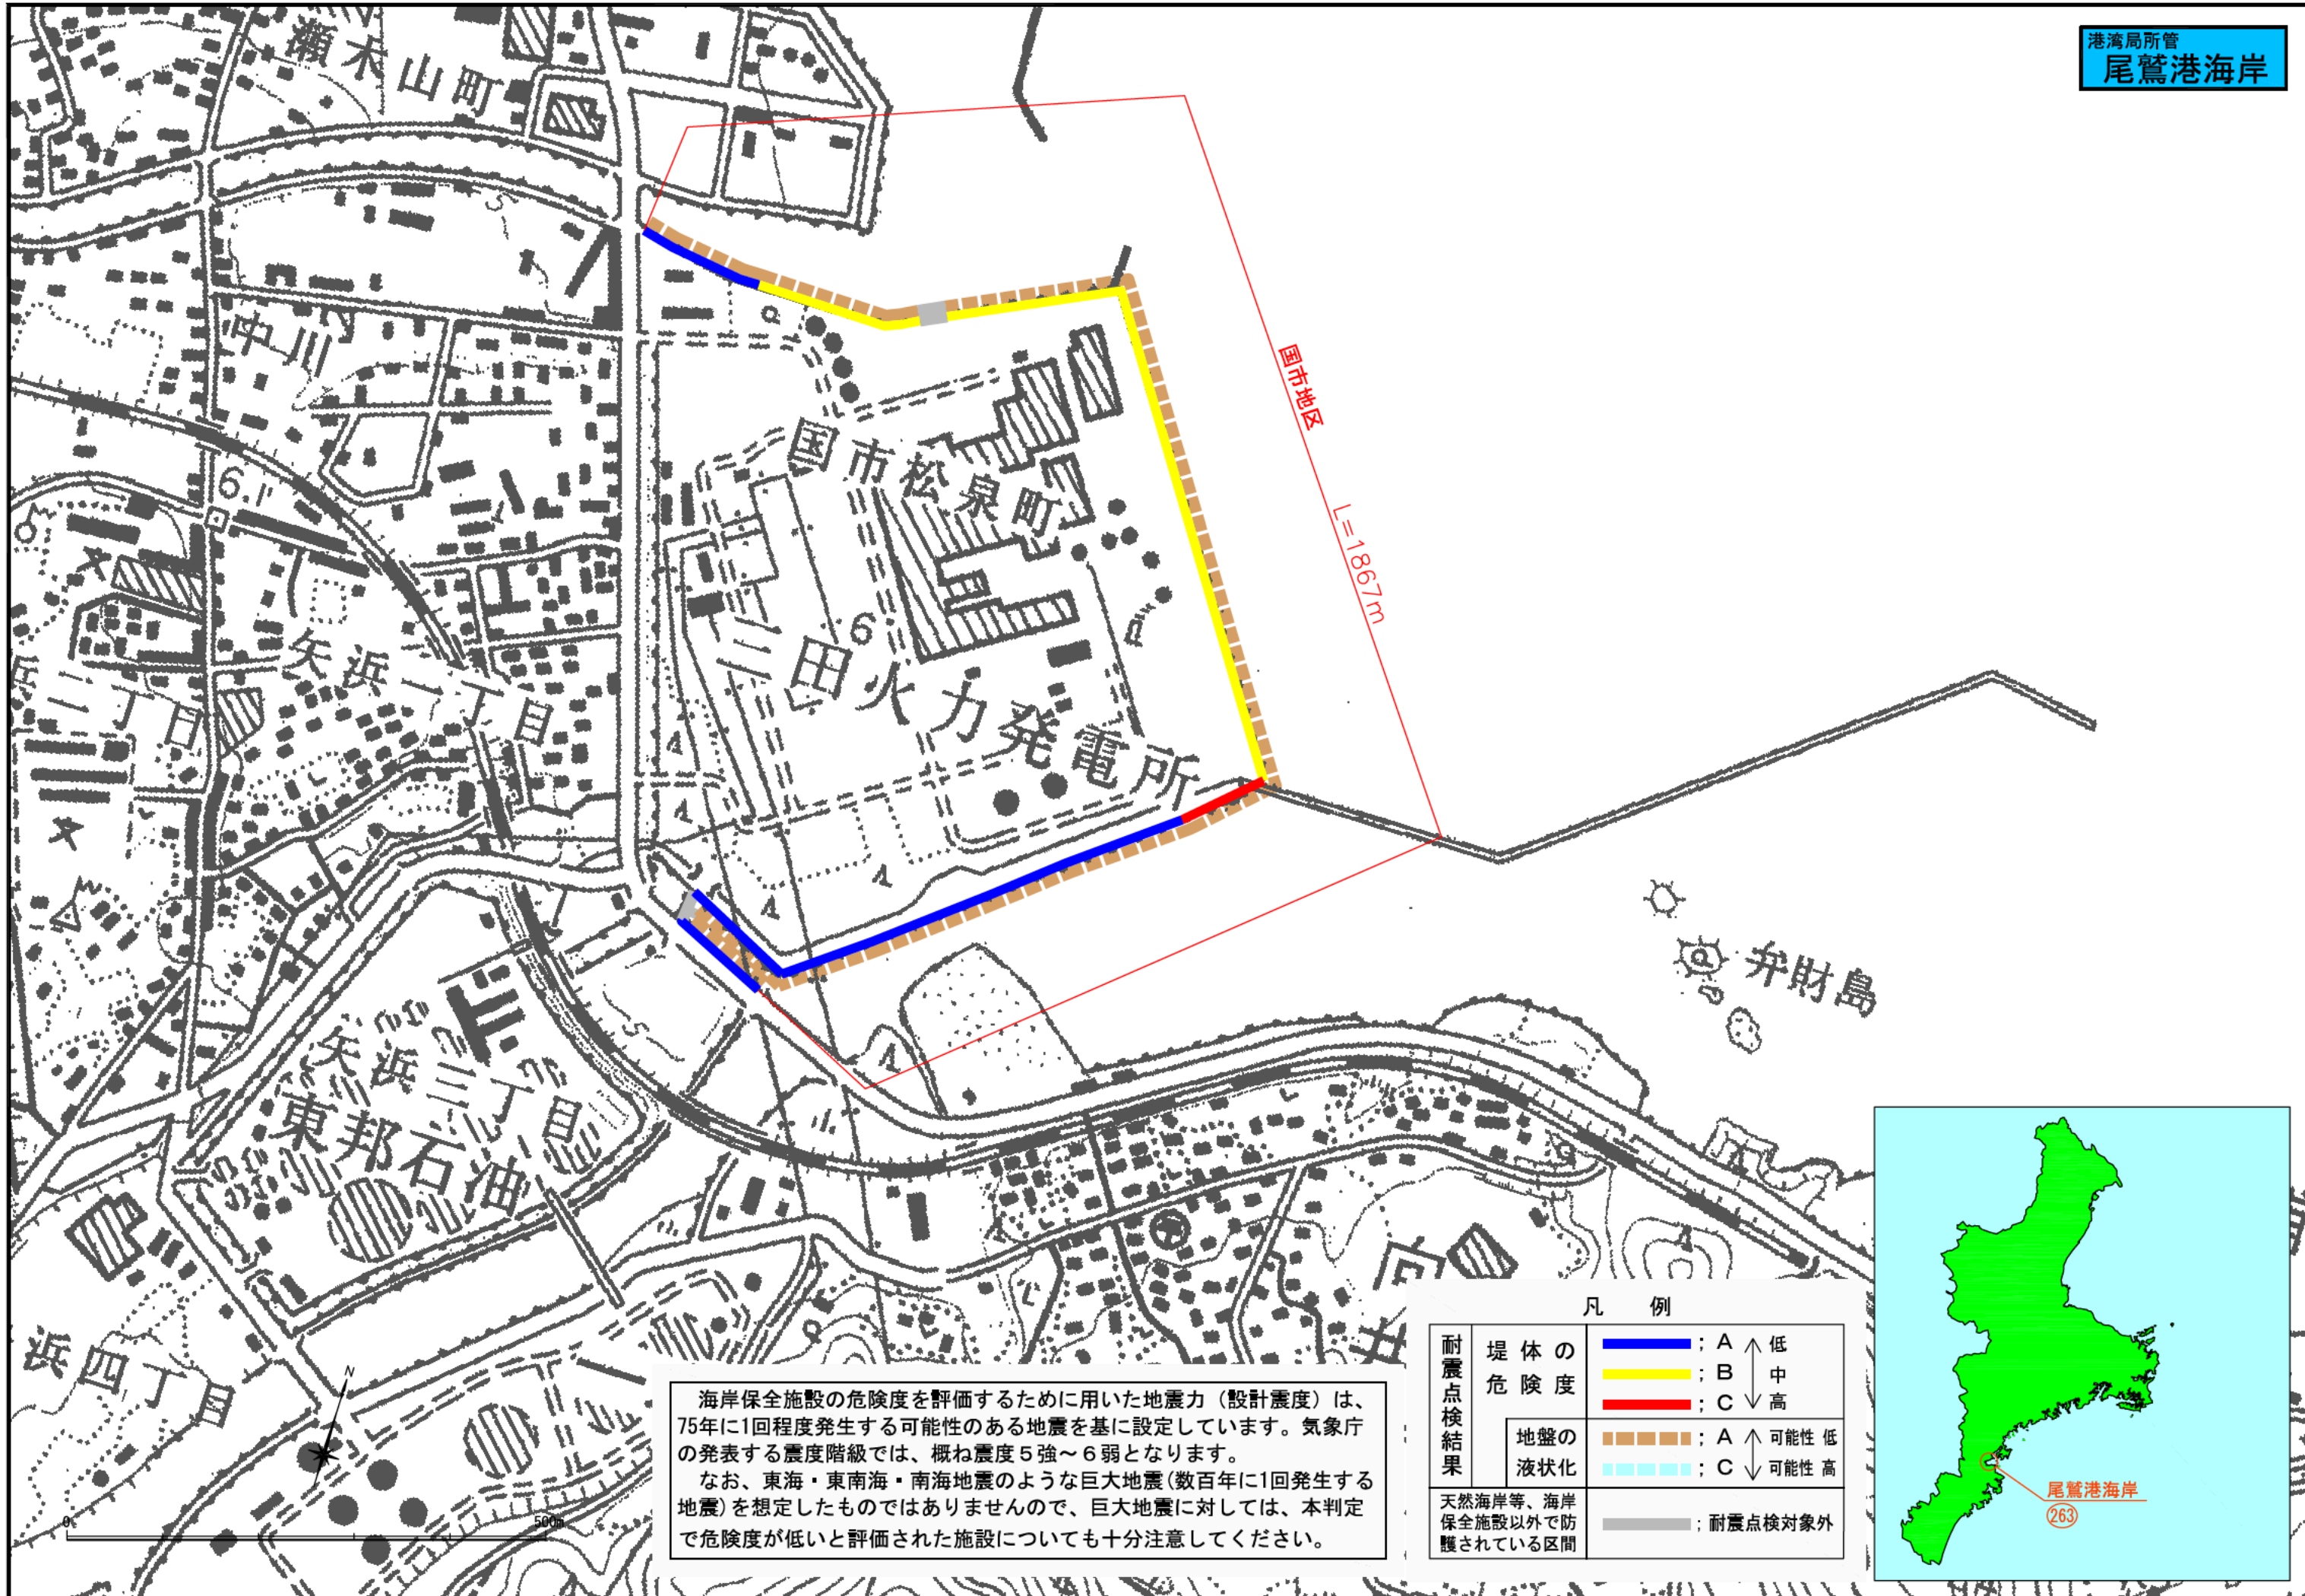 港湾局所管
尾鷲港海岸
瀬木山町
中川
国市松泉町
国市地区
L=1867m
6.1
6
三田火力発電所
矢浜一丁目
浜二丁目
矢浜三丁目
東邦石油
弁財島
向井
浜四丁目
N
0
500m
海岸保全施設の危険度を評価するために用いた地震力（設計震度）は、
75年に1回程度発生する可能性のある地震を基に設定しています。気象庁
の発表する震度階級では、概ね震度５強～６弱となります。
なお、東海・東南海・南海地震のような巨大地震(数百年に1回発生する
地震)を想定したものではありませんので、巨大地震に対しては、本判定
で危険度が低いと評価された施設についても十分注意してください。
凡　例
耐震点検結果
堤体の
危険度
；A 低
；B 中
；C 高
地盤の
液状化
；A 可能性 低
；C 可能性 高
天然海岸等、海岸
保全施設以外で防
護されている区間
；耐震点検対象外
尾鷲港海岸
263